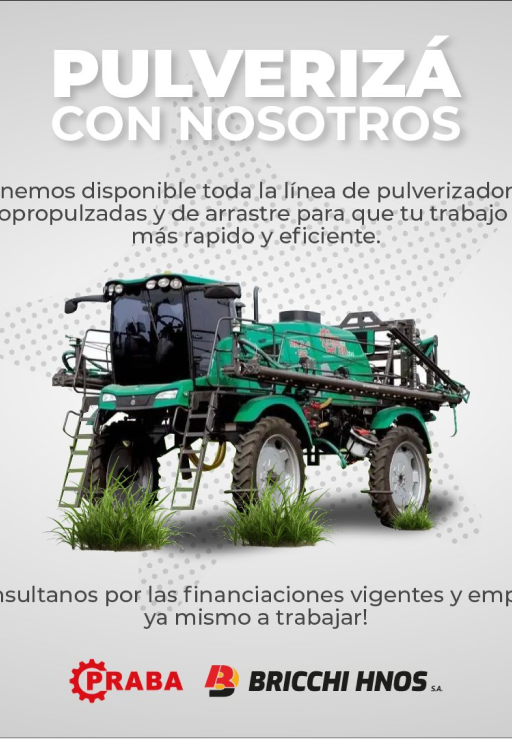 PULVERIZÁ
CON NOSOTROS
nemos disponible toda la línea de pulverizador
opropulzadas y de arrastre para que tu trabajo
más rapido y eficiente.
nsultanos por las financiaciones vigentes y emp
ya mismo a trabajar!
PRABA BRICCHI HNOS S.A.